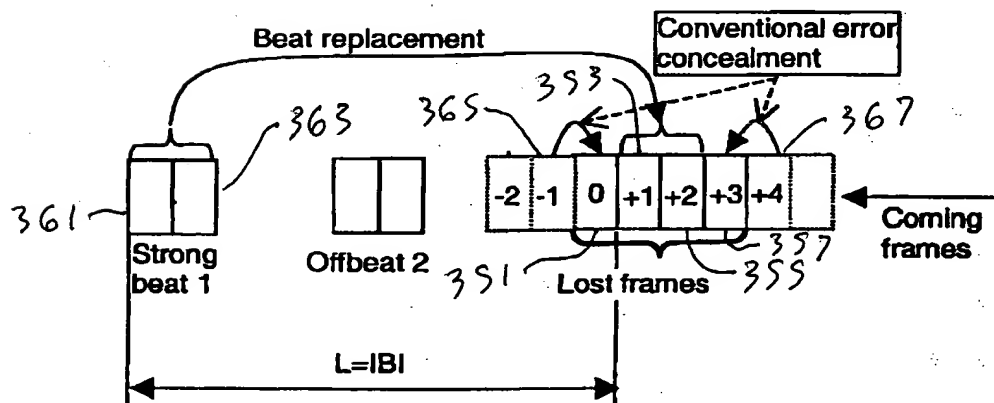 Beat replacement
Conventional error
concealment
353
363
365
367
361
-2 -1 0 +1 +2 +3 +4
Coming
frames
Strong
beat 1
Offbeat 2
351
Lost frames
357
355
L=IBI